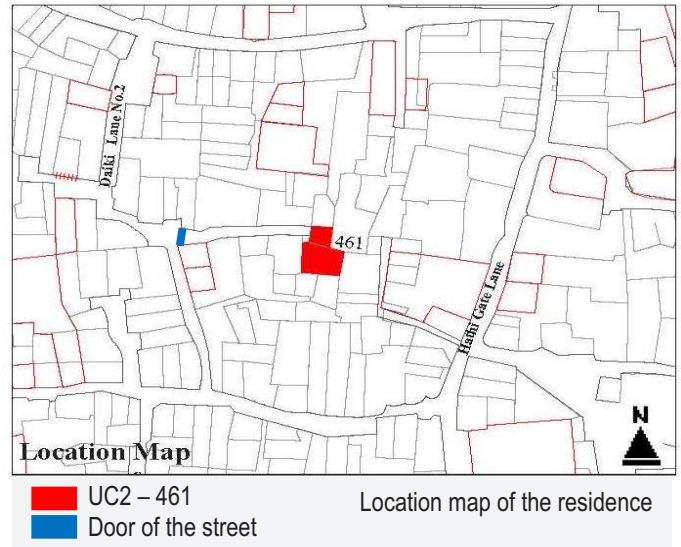 Daiki Lane No.2
461
Hathi Gate Lane
N
Location Map
UC2 – 461
Location map of the residence
Door of the street